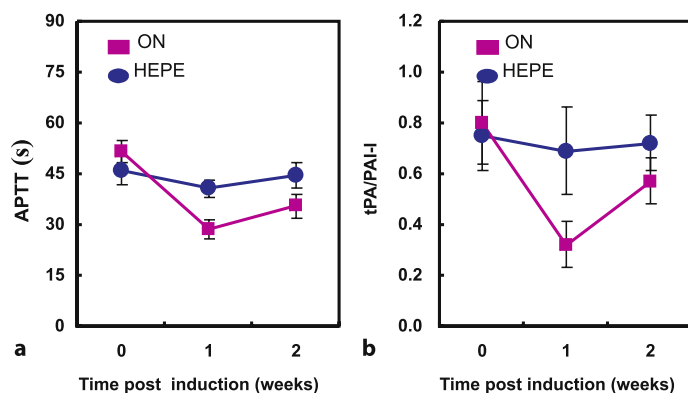 90
75
60
45
30
15
0
APTT (s)
ON
HEPE
0 1 2
a
Time post induction (weeks)
1.2
1.0
0.8
0.6
0.4
0.2
0.0
tPA/PAI-I
ON
HEPE
0 1 2
b
Time post induction (weeks)